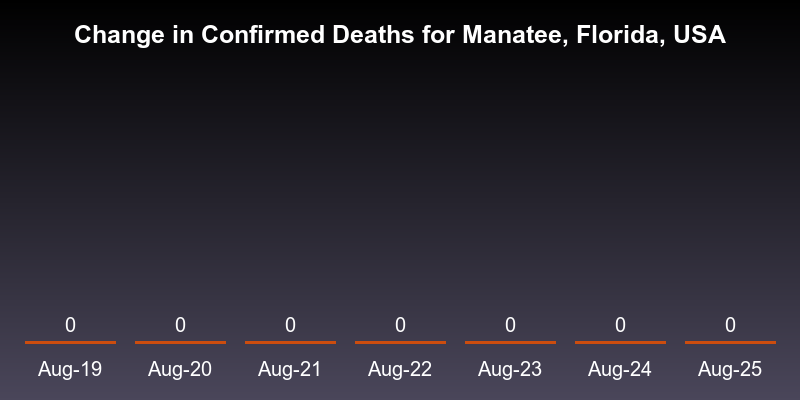 Change in Confirmed Deaths for Manatee, Florida, USA
0 0 0 0 0 0 0
Aug-19 Aug-20 Aug-21 Aug-22 Aug-23 Aug-24 Aug-25